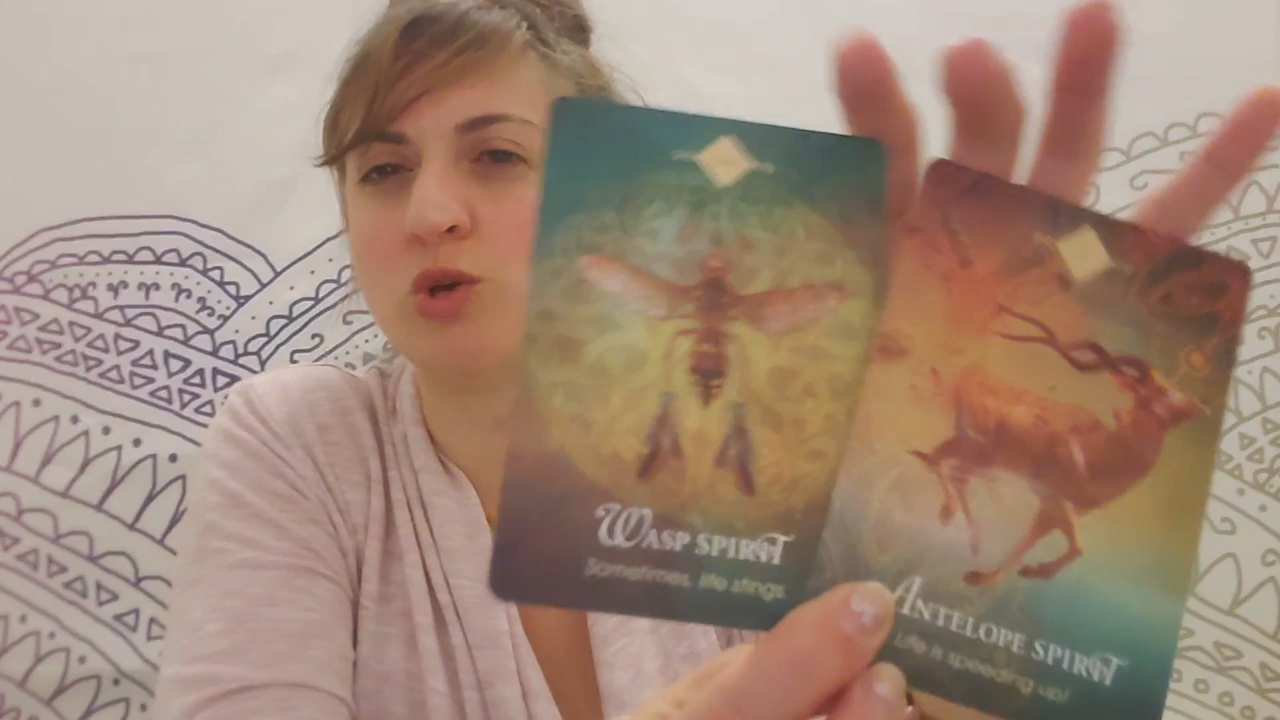 Wasp Spirit
Sometimes, life stings.
Antelope Spirit
Life is speeding up!